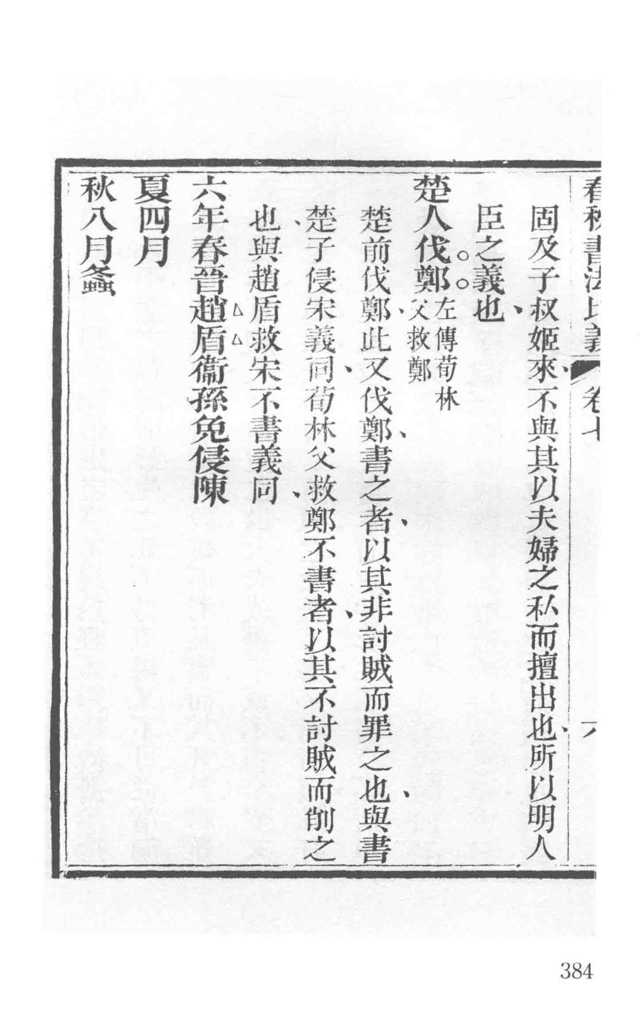 春秋書法比義 卷七 六
固及子叔姬來不與其以夫婦之私而擅出也所以明人
臣之義也
楚人伐鄭左傳荀林
父救鄭
楚前伐鄭此又伐鄭書之者以其非討賊而罪之也與書
楚子侵宋義同荀林父救鄭不書者以其不討賊而削之
也與趙盾救宋不書義同
六年春晉趙盾衞孫免侵陳
夏四月
秋八月螽
384